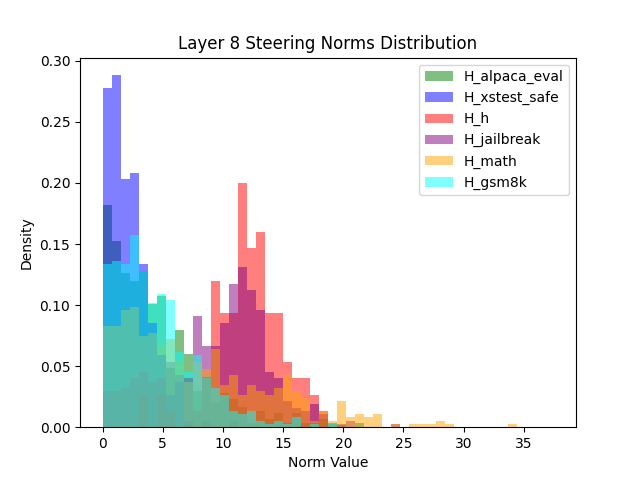 Layer 8 Steering Norms Distribution
0.30
0.25
0.20
0.15
0.10
0.05
0.00
Density
H_alpaca_eval
H_xstest_safe
H_h
H_jailbreak
H_math
H_gsm8k
0 5 10 15 20 25 30 35
Norm Value